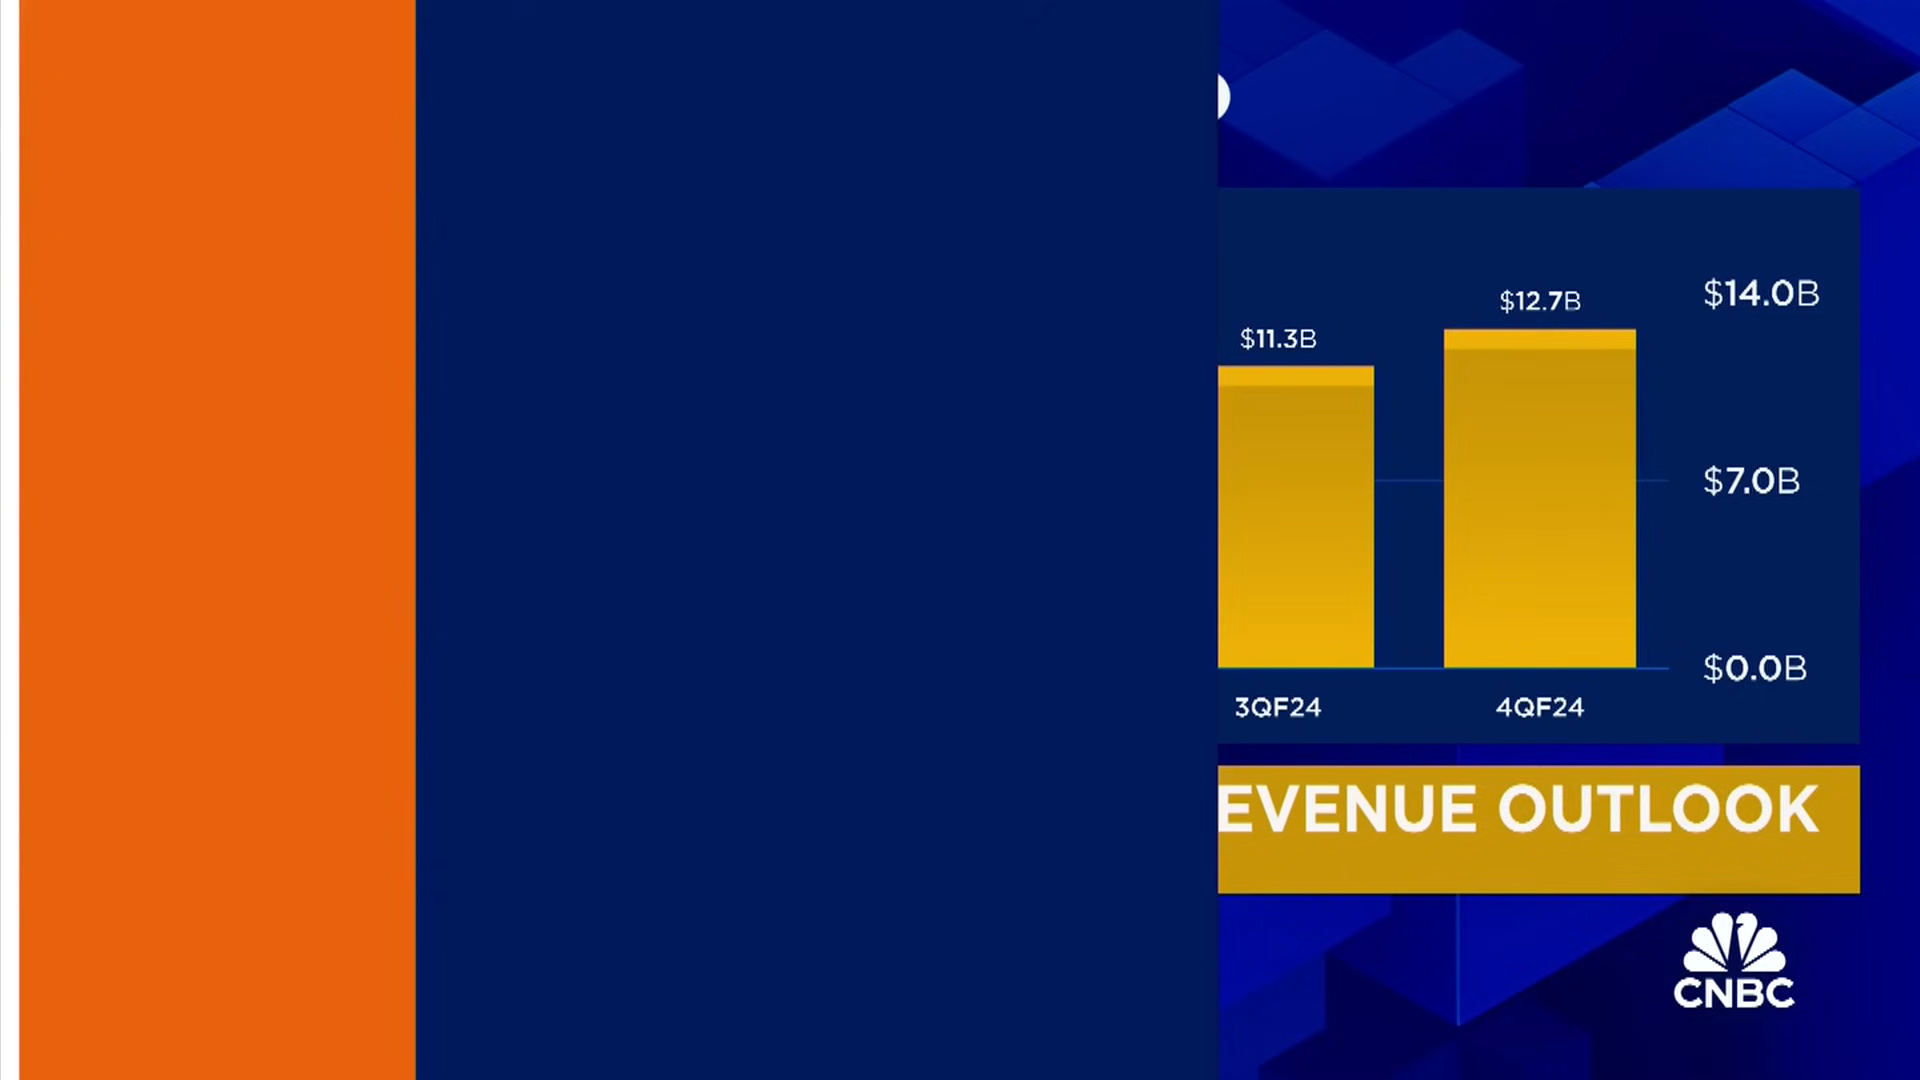 $14.0B
$12.7B
$11.3B
$7.0B
$0.0B
3QF24 4QF24
EVENUE OUTLOOK
CNBC